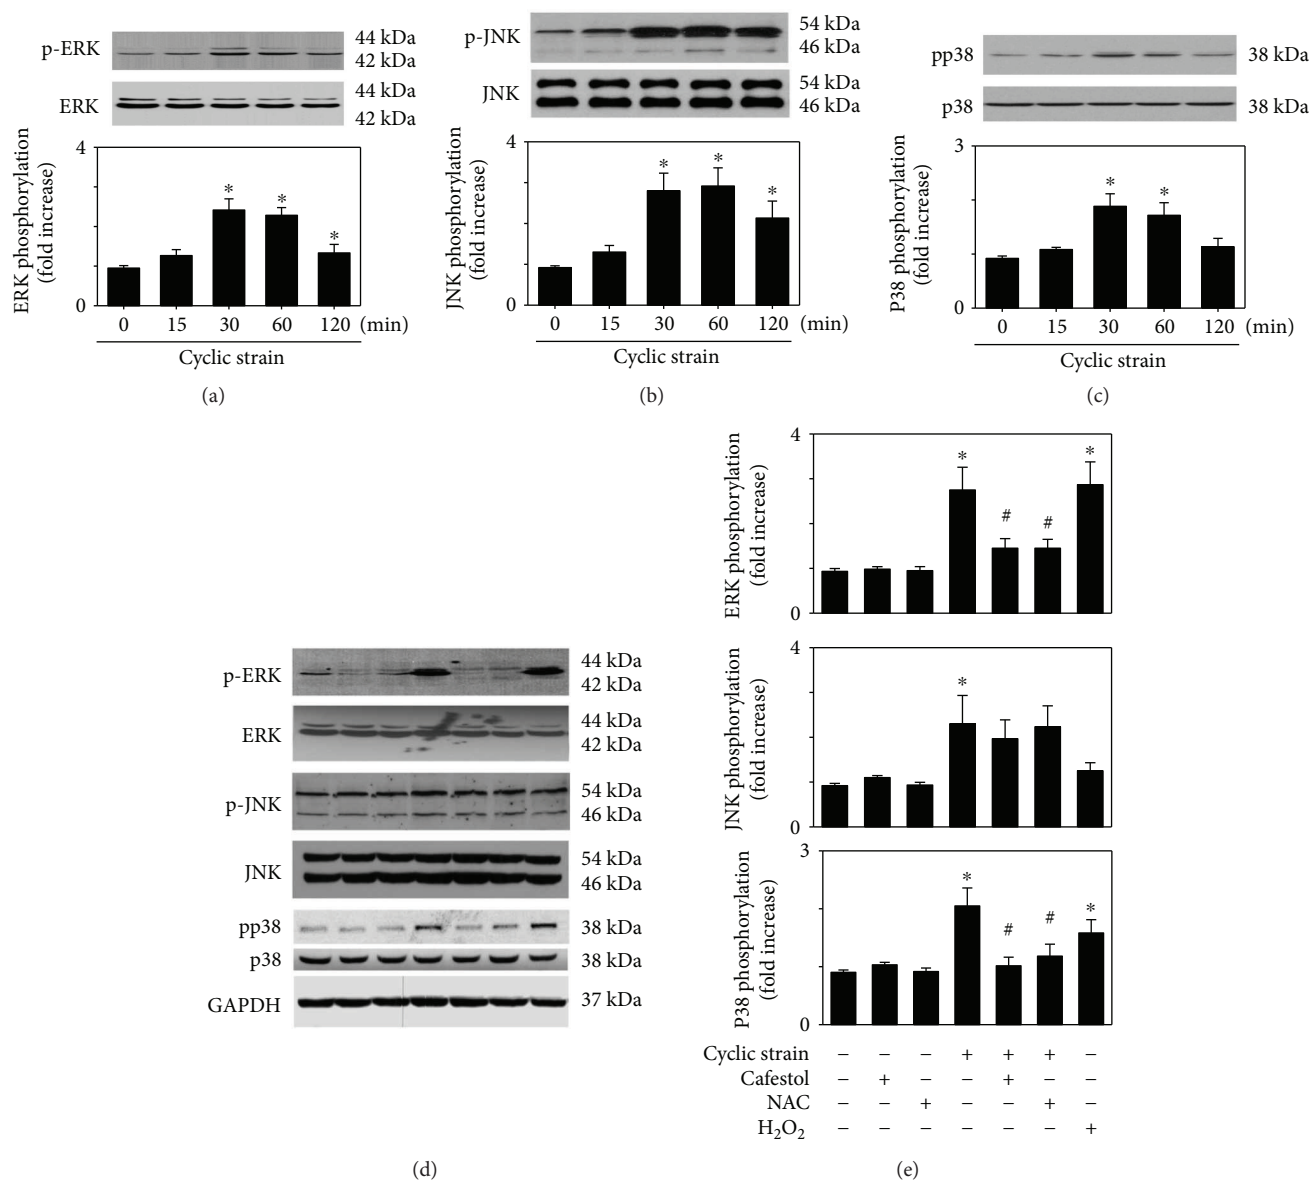 p-ERK
44 kDa
42 kDa
ERK
44 kDa
42 kDa
ERK phosphorylation
(fold increase)
4
0
* * *
0 15 30 60 120 (min)
Cyclic strain
(a)
p-JNK
54 kDa
46 kDa
JNK
54 kDa
46 kDa
JNK phosphorylation
(fold increase)
4
0
* * *
0 15 30 60 120 (min)
Cyclic strain
(b)
pp38
38 kDa
p38
38 kDa
P38 phosphorylation
(fold increase)
3
0
* *
0 15 30 60 120 (min)
Cyclic strain
(c)
p-ERK
44 kDa
42 kDa
ERK
44 kDa
42 kDa
p-JNK
54 kDa
46 kDa
JNK
54 kDa
46 kDa
pp38
38 kDa
p38
38 kDa
GAPDH
37 kDa
(d)
ERK phosphorylation
(fold increase)
4
0
* # # *
JNK phosphorylation
(fold increase)
4
0
*
P38 phosphorylation
(fold increase)
3
0
* # # *
Cyclic strain − − − + + + −
Cafestol − + − − + − −
NAC − − + − − + −
H₂O₂ − − − − − − +
(e)